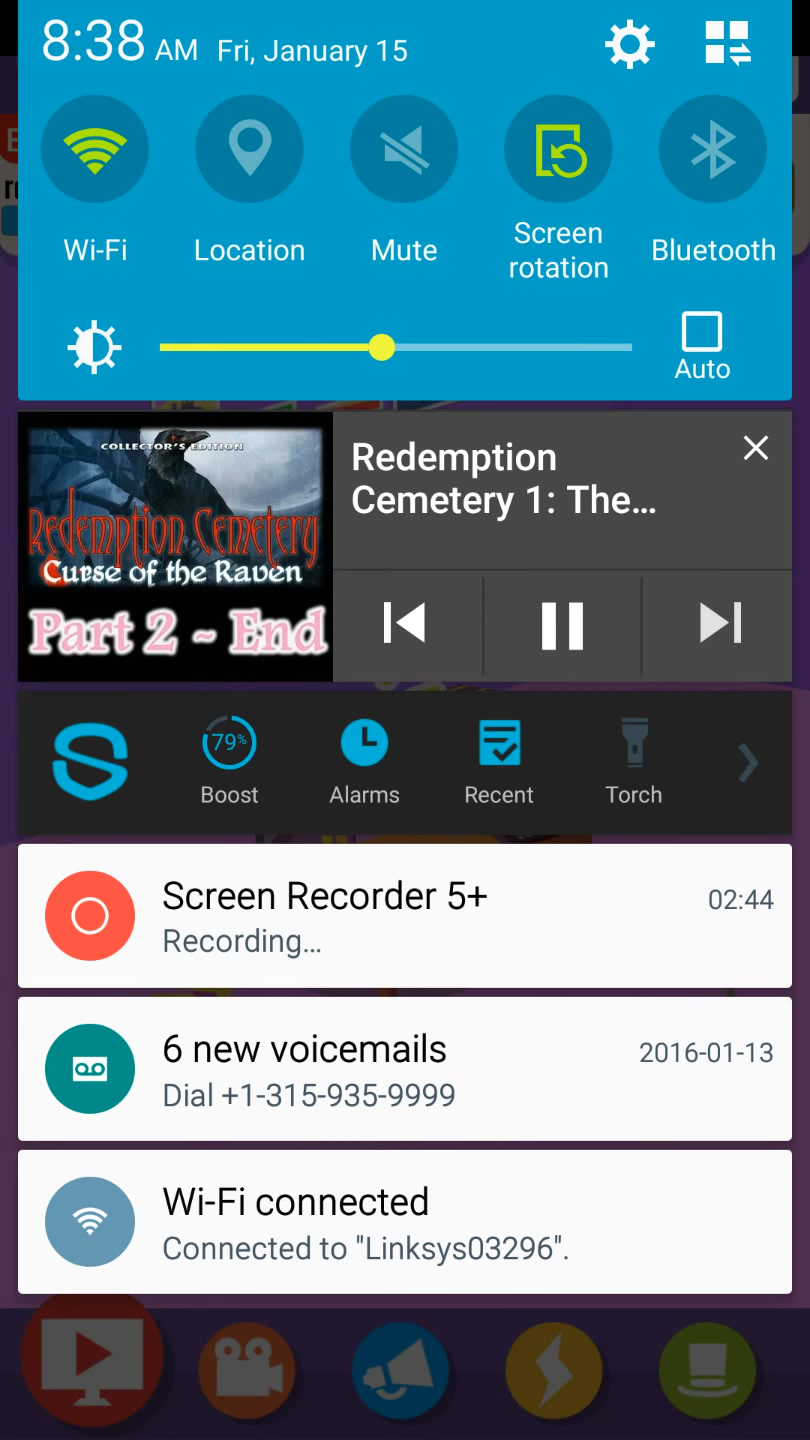 8:38 AM Fri, January 15
Wi-Fi
Location
Mute
Screen
rotation
Bluetooth
Auto
COLLECTOR'S EDITION
Redemption Cemetery
Curse of the Raven
Part 2 ~ End
Redemption
Cemetery 1: The...
79%
Boost
Alarms
Recent
Torch
Screen Recorder 5+
02:44
Recording...
6 new voicemails
2016-01-13
Dial +1-315-935-9999
Wi-Fi connected
Connected to "Linksys03296".